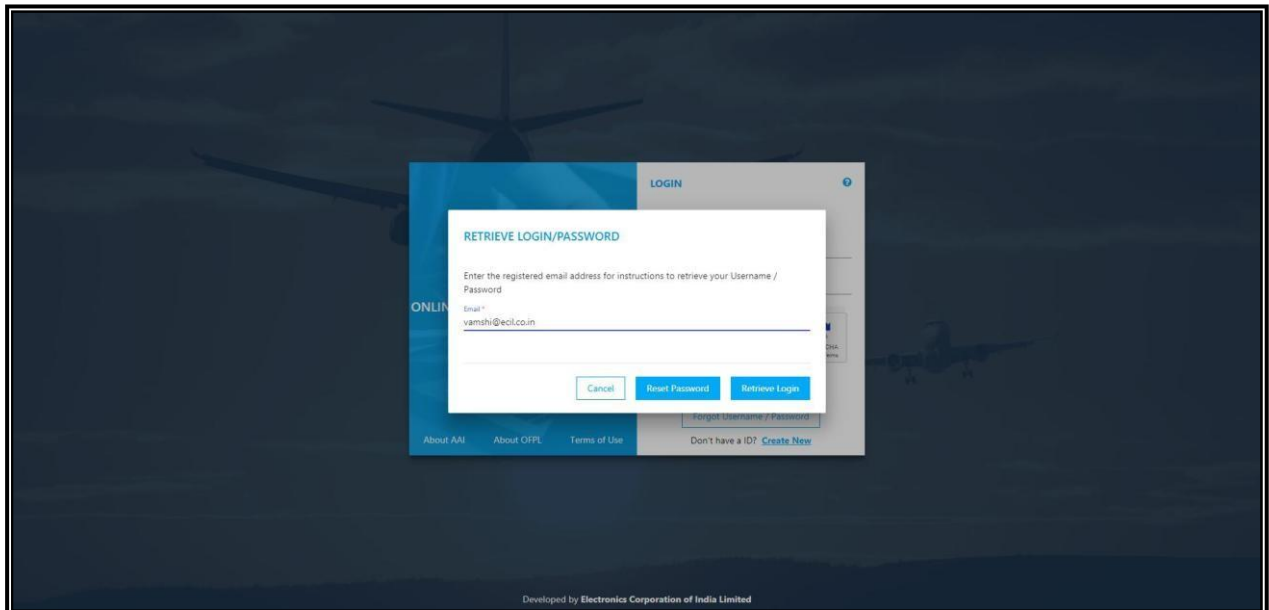 LOGIN
RETRIEVE LOGIN/PASSWORD
Enter the registered email address for instructions to retrieve your Username /
Password
ONLIN
Email *
vamshi@ecil.co.in
Cancel Reset Password Retrieve Login
Forgot Username / Password
About AAI About OFPL Terms of Use
Don't have a ID? Create New
Developed by Electronics Corporation of India Limited